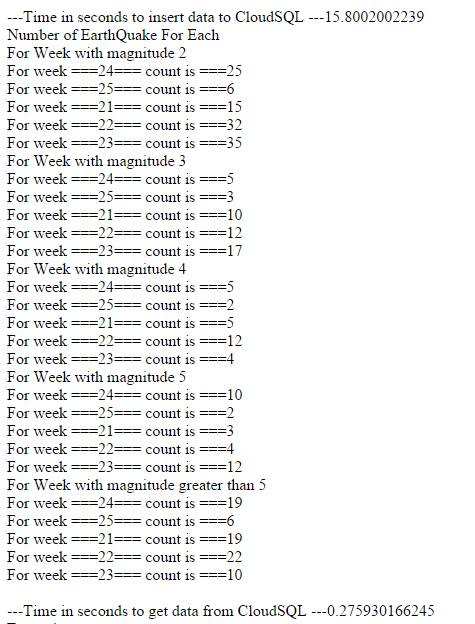 ---Time in seconds to insert data to CloudSQL ---15.8002002239
Number of EarthQuake For Each
For Week with magnitude 2
For week ===24=== count is ===25
For week ===25=== count is ===6
For week ===21=== count is ===15
For week ===22=== count is ===32
For week ===23=== count is ===35
For Week with magnitude 3
For week ===24=== count is ===5
For week ===25=== count is ===3
For week ===21=== count is ===10
For week ===22=== count is ===12
For week ===23=== count is ===17
For Week with magnitude 4
For week ===24=== count is ===5
For week ===25=== count is ===2
For week ===21=== count is ===5
For week ===22=== count is ===12
For week ===23=== count is ===4
For Week with magnitude 5
For week ===24=== count is ===10
For week ===25=== count is ===2
For week ===21=== count is ===3
For week ===22=== count is ===4
For week ===23=== count is ===12
For Week with magnitude greater than 5
For week ===24=== count is ===19
For week ===25=== count is ===6
For week ===21=== count is ===19
For week ===22=== count is ===22
For week ===23=== count is ===10
---Time in seconds to get data from CloudSQL ---0.275930166245